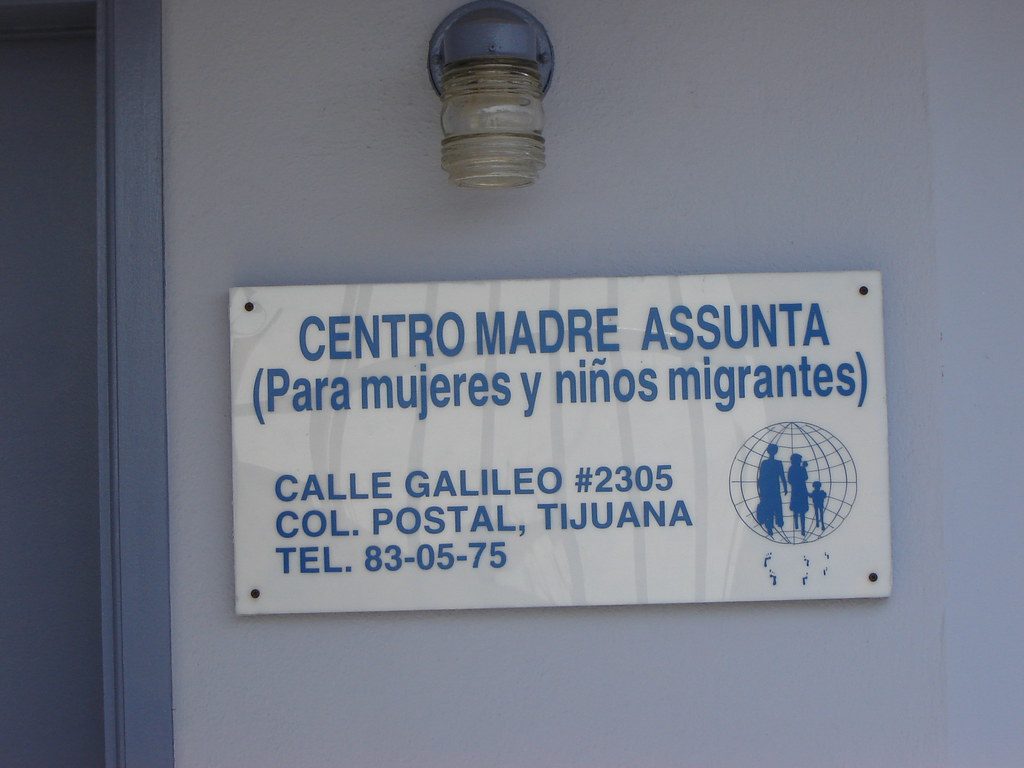 CENTRO MADRE ASSUNTA
(Para mujeres y niños migrantes)
CALLE GALILEO #2305
COL. POSTAL, TIJUANA
TEL. 83-05-75